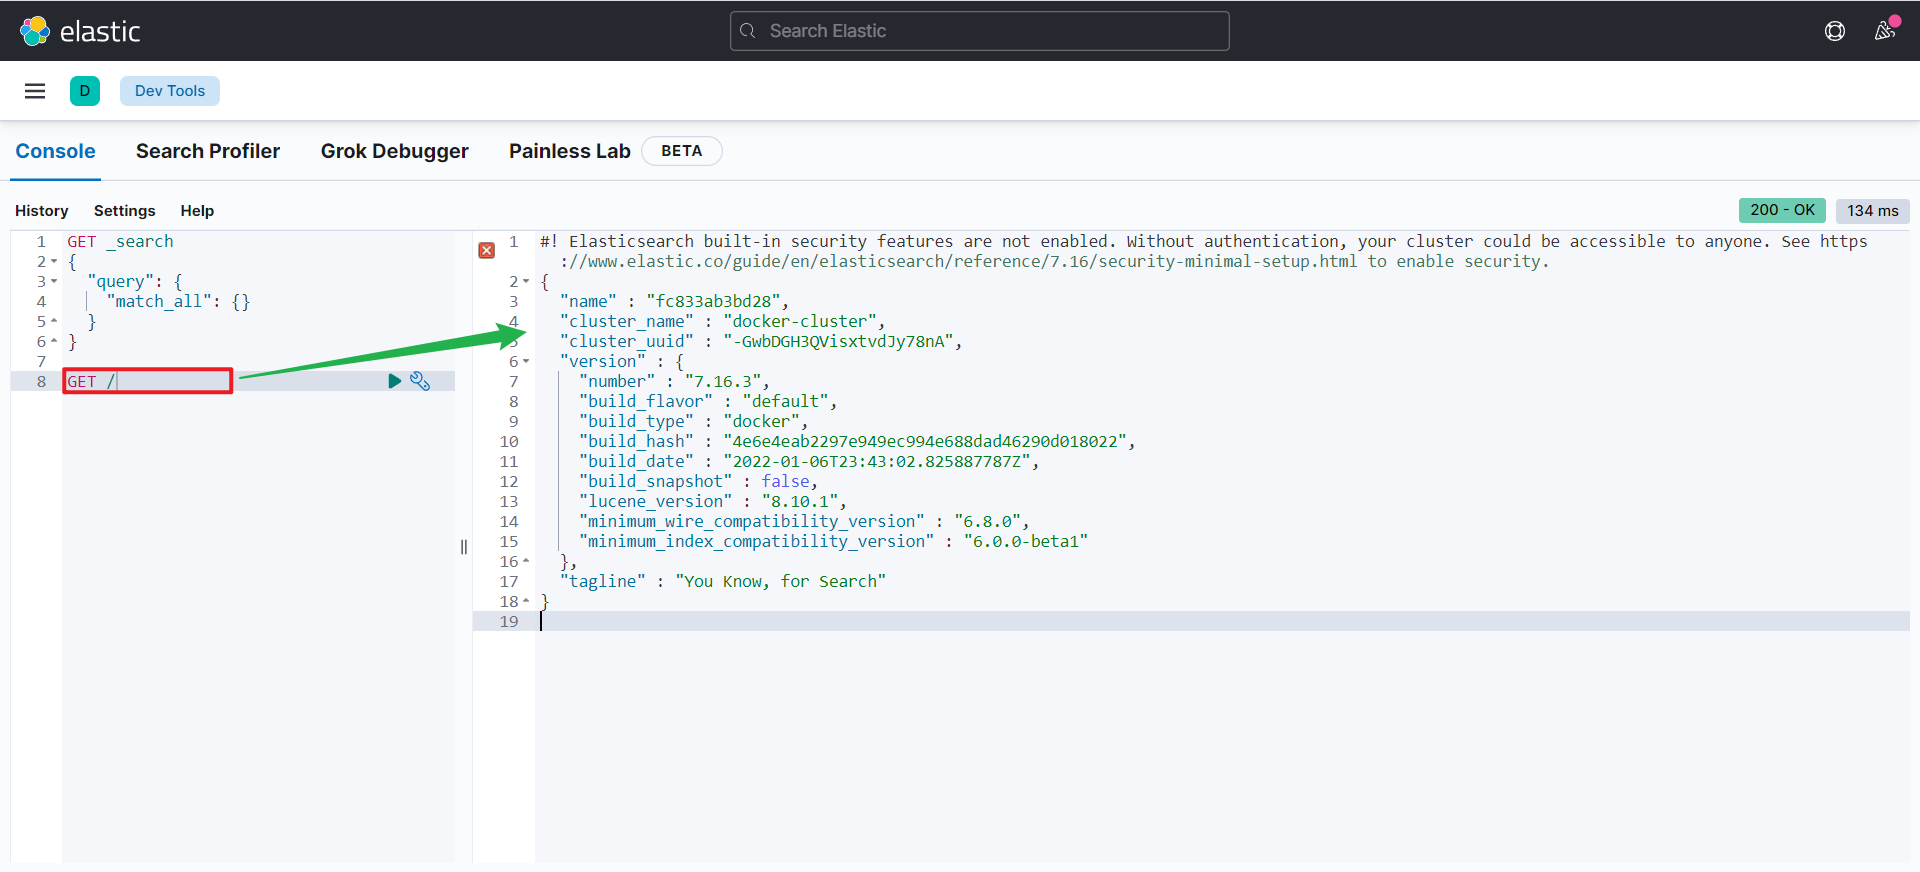 elastic
Search Elastic
D
Dev Tools
Console
Search Profiler
Grok Debugger
Painless Lab
BETA
History
Settings
Help
200 - OK
134 ms
1 GET _search
2 {
3 "query": {
4 "match_all": {}
5 }
6 }
7
8 GET /
1 #! Elasticsearch built-in security features are not enabled. Without authentication, your cluster could be accessible to anyone. See https
://www.elastic.co/guide/en/elasticsearch/reference/7.16/security-minimal-setup.html to enable security.
2 {
3 "name" : "fc833ab3bd28",
4 "cluster_name" : "docker-cluster",
5 "cluster_uuid" : "-GwbDGH3QVisxtvdJy78nA",
6 "version" : {
7 "number" : "7.16.3",
8 "build_flavor" : "default",
9 "build_type" : "docker",
10 "build_hash" : "4e6e4eab2297e949ec994e688dad46290d018022",
11 "build_date" : "2022-01-06T23:43:02.825887787Z",
12 "build_snapshot" : false,
13 "lucene_version" : "8.10.1",
14 "minimum_wire_compatibility_version" : "6.8.0",
15 "minimum_index_compatibility_version" : "6.0.0-beta1"
16 },
17 "tagline" : "You Know, for Search"
18 }
19